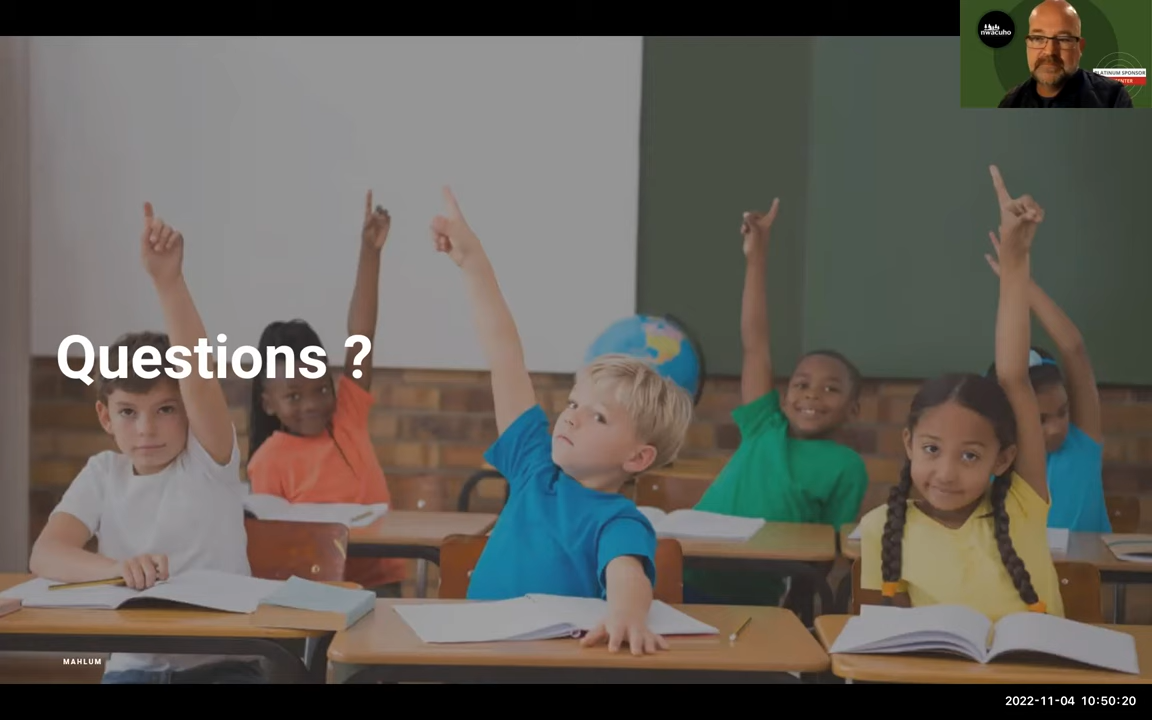 nwacuho
PLATINUM SPONSOR
Questions ?
MAHLUM
2022-11-04 10:50:20